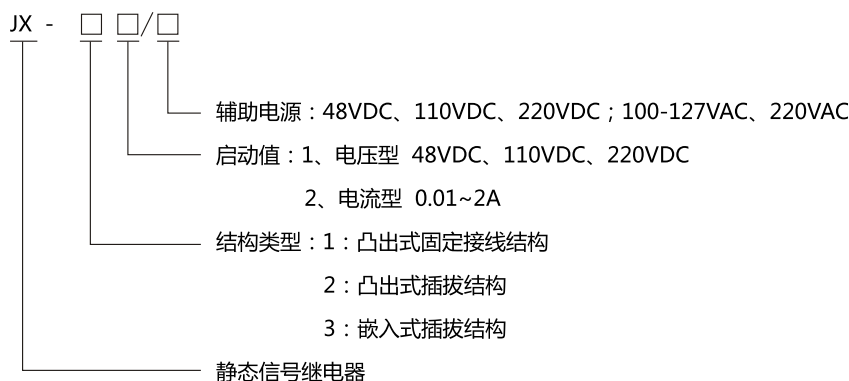 JX - □ □/□
辅助电源：48VDC、110VDC、220VDC；100-127VAC、220VAC
启动值：1、电压型 48VDC、110VDC、220VDC
2、电流型 0.01~2A
结构类型：1：凸出式固定接线结构
2：凸出式插拔结构
3：嵌入式插拔结构
静态信号继电器